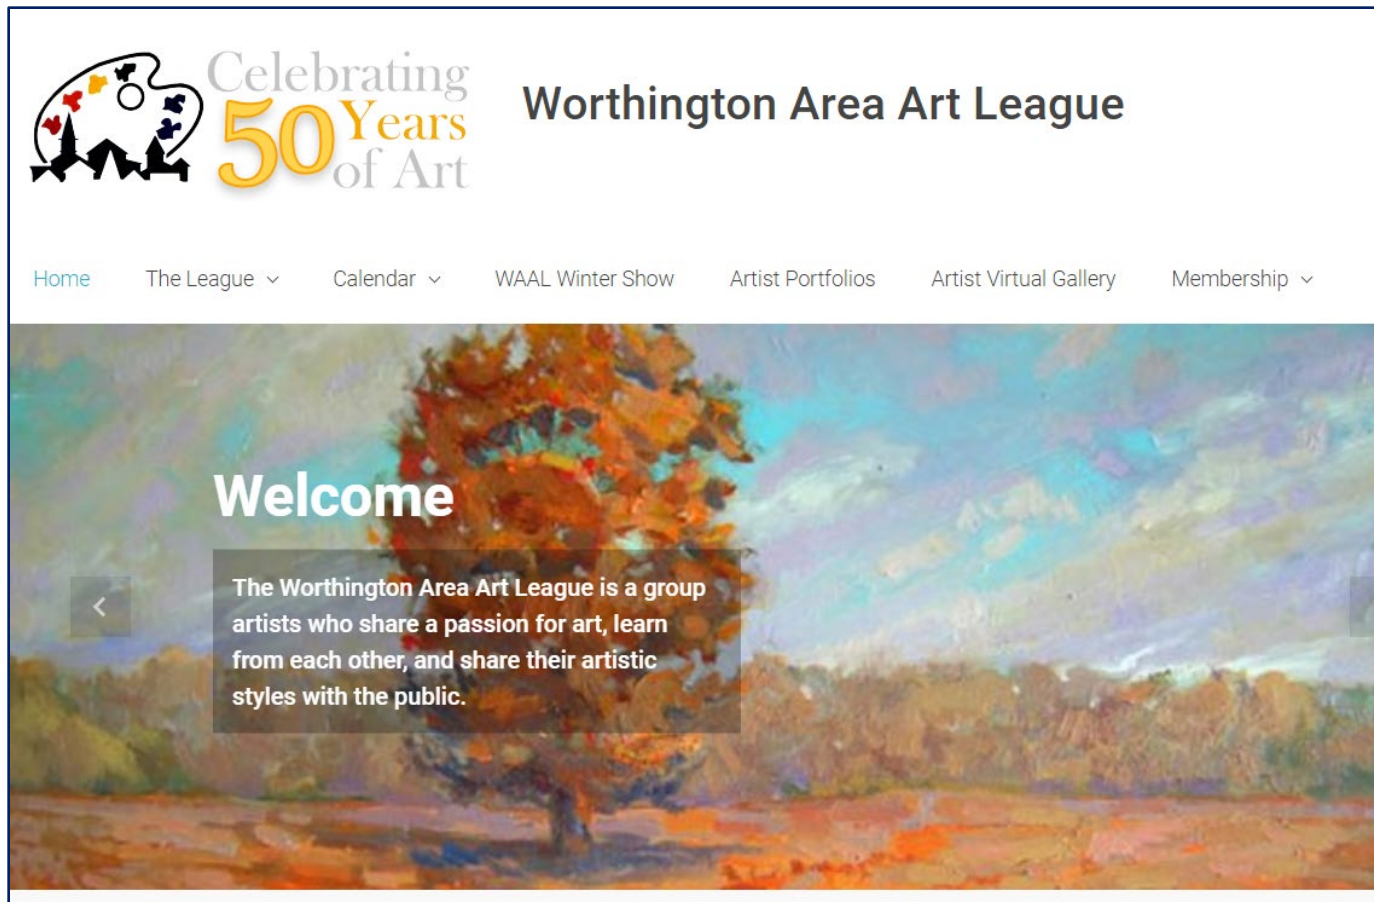 Celebrating
50 Years
of Art
Worthington Area Art League
Home The League Calendar WAAL Winter Show Artist Portfolios Artist Virtual Gallery Membership
Welcome
The Worthington Area Art League is a group
artists who share a passion for art, learn
from each other, and share their artistic
styles with the public.